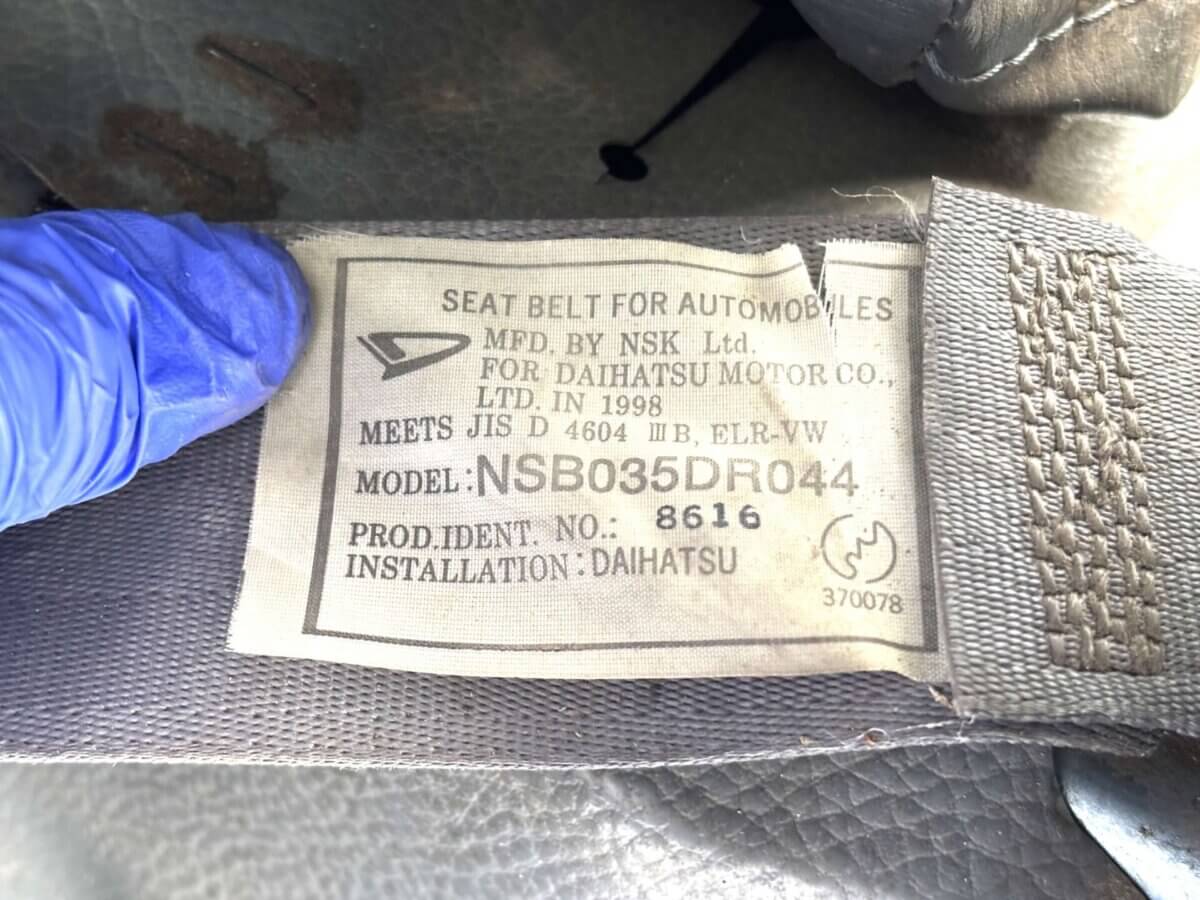 SEAT BELT FOR AUTOMOBILES
MFD. BY NSK Ltd.
FOR DAIHATSU MOTOR CO.,
LTD. IN 1998
MEETS JIS D 4604 ⅢB, ELR-VW
MODEL:NSB035DR044
PROD.IDENT. NO.: 8616
INSTALLATION:DAIHATSU
370078